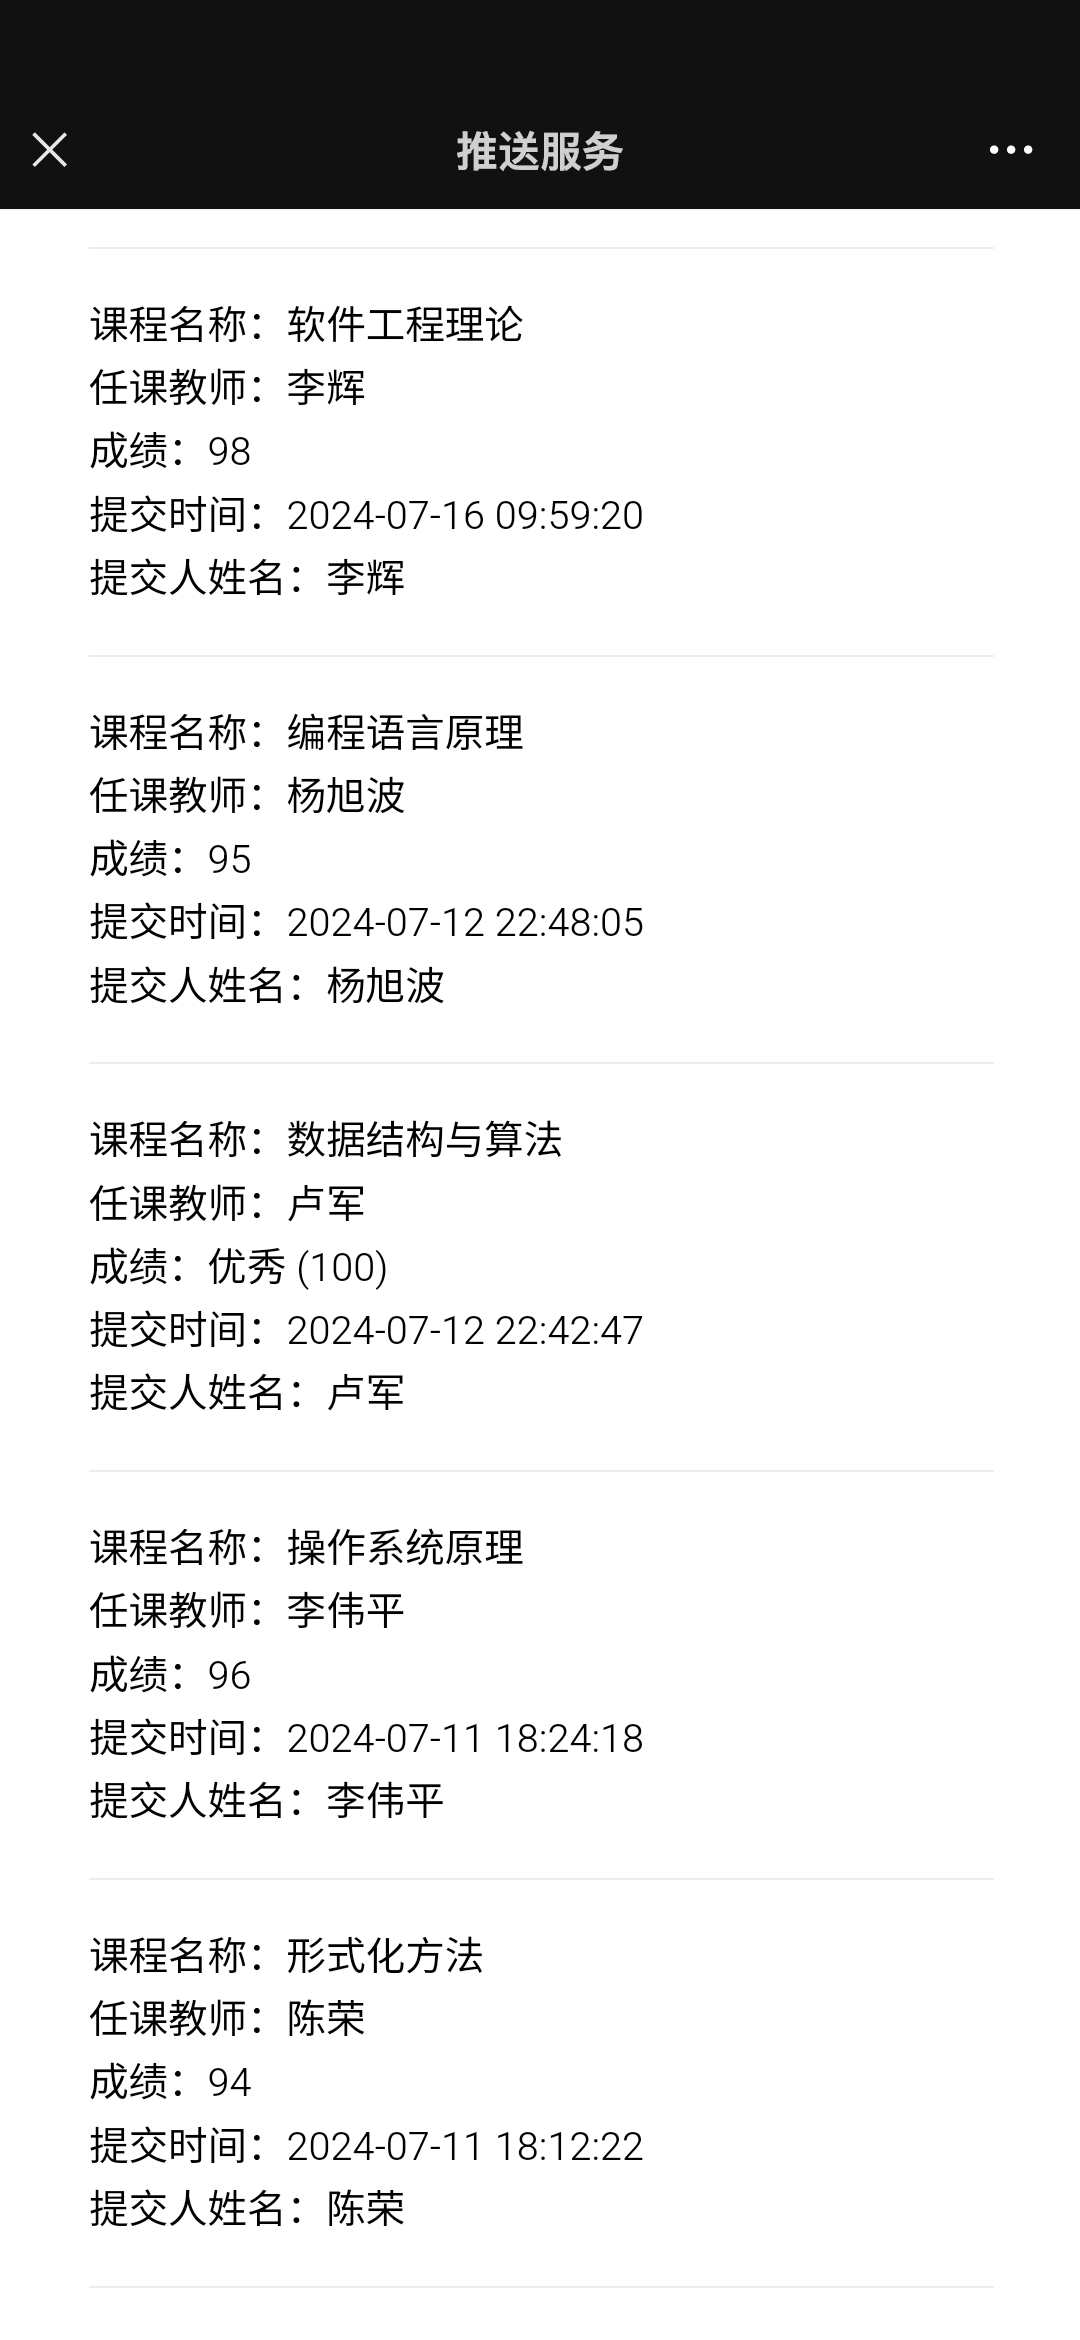 推送服务
课程名称：软件工程理论
任课教师：李辉
成绩：98
提交时间：2024-07-16 09:59:20
提交人姓名：李辉
课程名称：编程语言原理
任课教师：杨旭波
成绩：95
提交时间：2024-07-12 22:48:05
提交人姓名：杨旭波
课程名称：数据结构与算法
任课教师：卢军
成绩：优秀 (100)
提交时间：2024-07-12 22:42:47
提交人姓名：卢军
课程名称：操作系统原理
任课教师：李伟平
成绩：96
提交时间：2024-07-11 18:24:18
提交人姓名：李伟平
课程名称：形式化方法
任课教师：陈荣
成绩：94
提交时间：2024-07-11 18:12:22
提交人姓名：陈荣